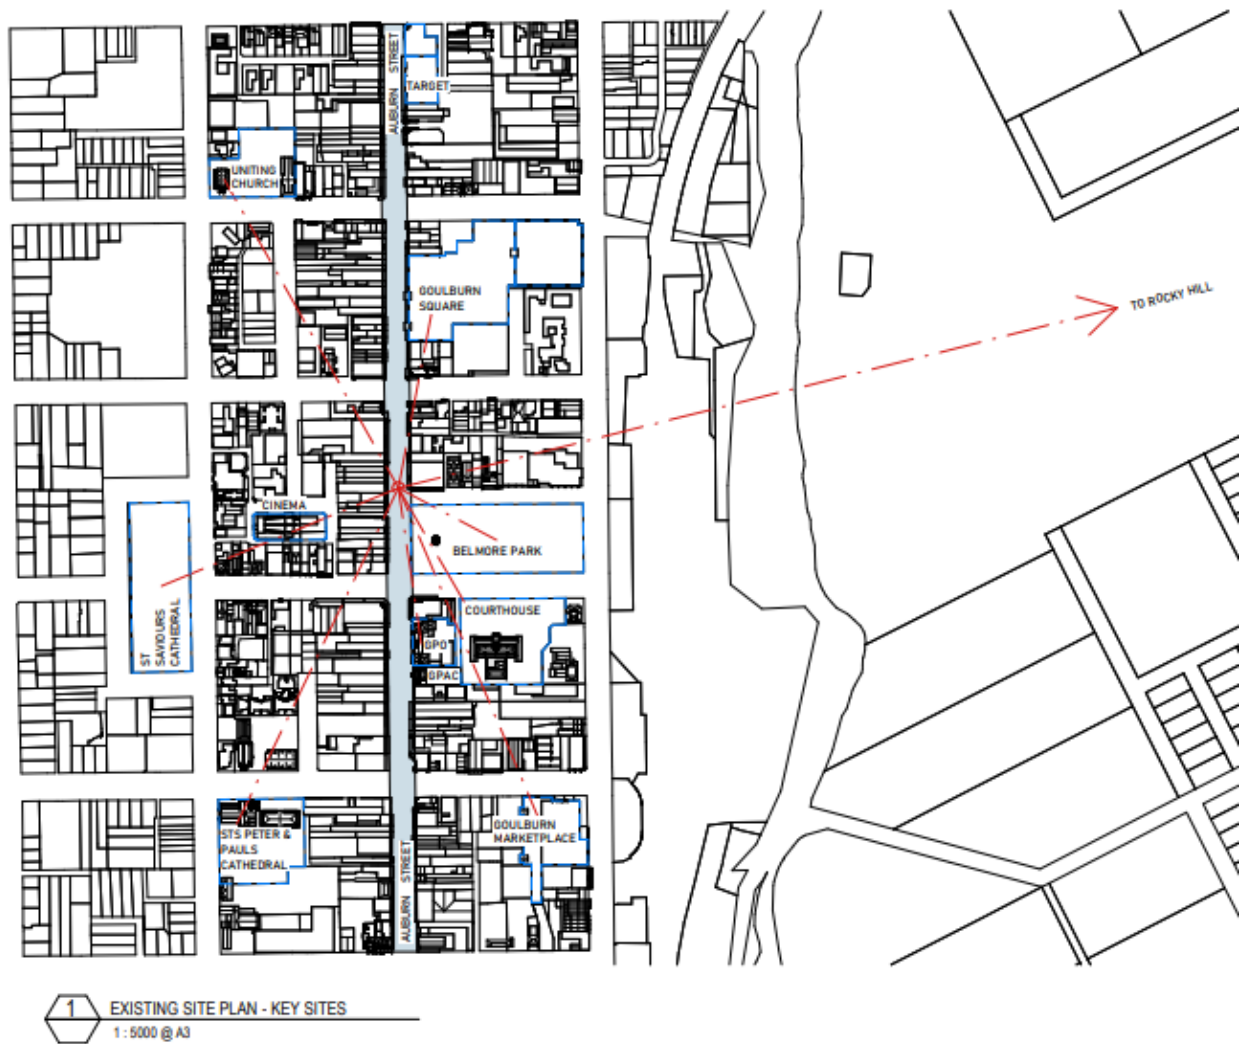 AUBURN STREET
TARGET
UNITING
CHURCH
GOULBURN
SQUARE
TO ROCKY HILL
CINEMA
BELMORE PARK
ST
SAVIOURS
CATHEDRAL
COURTHOUSE
GPO
GPAC
STS PETER &
PAULS
CATHEDRAL
GOULBURN
MARKETPLACE
AUBURN STREET
1 EXISTING SITE PLAN - KEY SITES
1 : 5000 @ A3